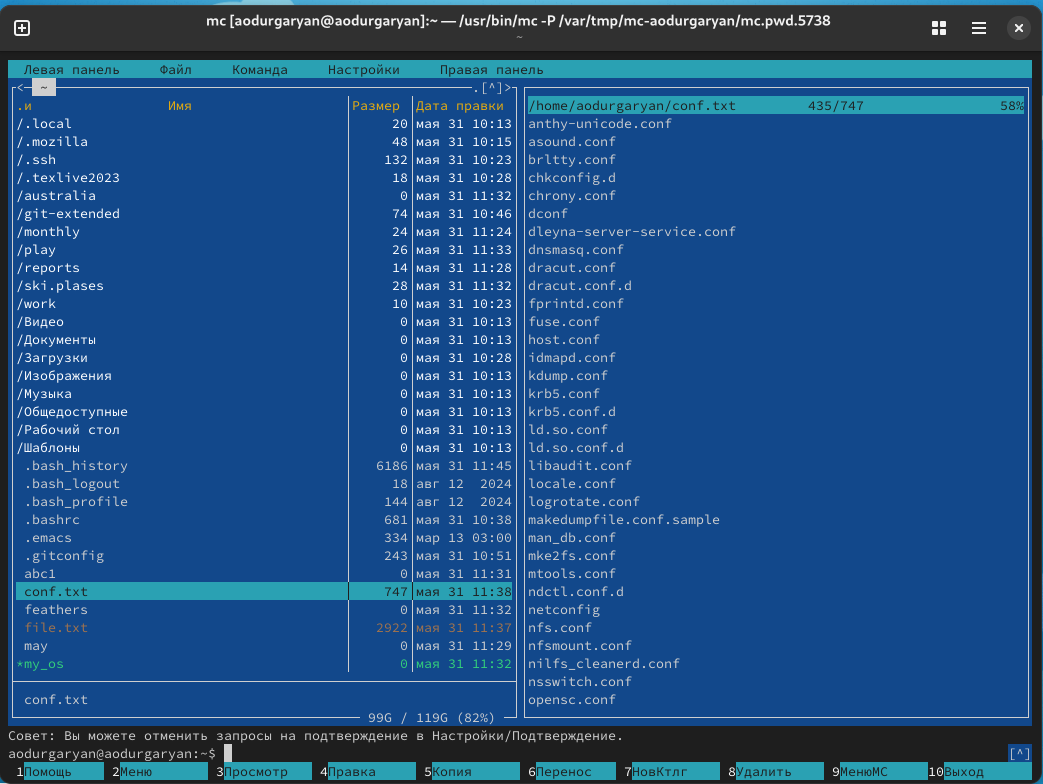 mc [aodurgaryan@aodurgaryan]:~ — /usr/bin/mc -P /var/tmp/mc-aodurgaryan/mc.pwd.5738
~
Левая панель Файл Команда Настройки Правая панель
<─ ~ .[^]>
.и Имя Размер Дата правки
/.local 20 мая 31 10:13
/.mozilla 48 мая 31 10:15
/.ssh 132 мая 31 10:23
/.texlive2023 18 мая 31 10:28
/australia 0 мая 31 11:32
/git-extended 74 мая 31 10:46
/monthly 24 мая 31 11:24
/play 26 мая 31 11:33
/reports 14 мая 31 11:28
/ski.plases 28 мая 31 11:32
/work 10 мая 31 10:23
/Видео 0 мая 31 10:13
/Документы 0 мая 31 10:13
/Загрузки 0 мая 31 10:28
/Изображения 0 мая 31 10:13
/Музыка 0 мая 31 10:13
/Общедоступные 0 мая 31 10:13
/Рабочий стол 0 мая 31 10:13
/Шаблоны 0 мая 31 10:13
.bash_history 6186 мая 31 11:45
.bash_logout 18 авг 12 2024
.bash_profile 144 авг 12 2024
.bashrc 681 мая 31 10:38
.emacs 334 мар 13 03:00
.gitconfig 243 мая 31 10:51
abc1 0 мая 31 11:31
conf.txt 747 мая 31 11:38
feathers 0 мая 31 11:32
file.txt 2922 мая 31 11:37
may 0 мая 31 11:29
*my_os 0 мая 31 11:32
conf.txt
99G / 119G (82%)
/home/aodurgaryan/conf.txt 435/747 58%
anthy-unicode.conf
asound.conf
brltty.conf
chkconfig.d
chrony.conf
dconf
dleyna-server-service.conf
dnsmasq.conf
dracut.conf
dracut.conf.d
fprintd.conf
fuse.conf
host.conf
idmapd.conf
kdump.conf
krb5.conf
krb5.conf.d
ld.so.conf
ld.so.conf.d
libaudit.conf
locale.conf
logrotate.conf
makedumpfile.conf.sample
man_db.conf
mke2fs.conf
mtools.conf
ndctl.conf.d
netconfig
nfs.conf
nfsmount.conf
nilfs_cleanerd.conf
nsswitch.conf
opensc.conf
Совет: Вы можете отменить запросы на подтверждение в Настройки/Подтверждение.
aodurgaryan@aodurgaryan:~$ [^]
1Помощь 2Меню 3Просмотр 4Правка 5Копия 6Перенос 7НовКтлг 8Удалить 9МенюMC 10Выход